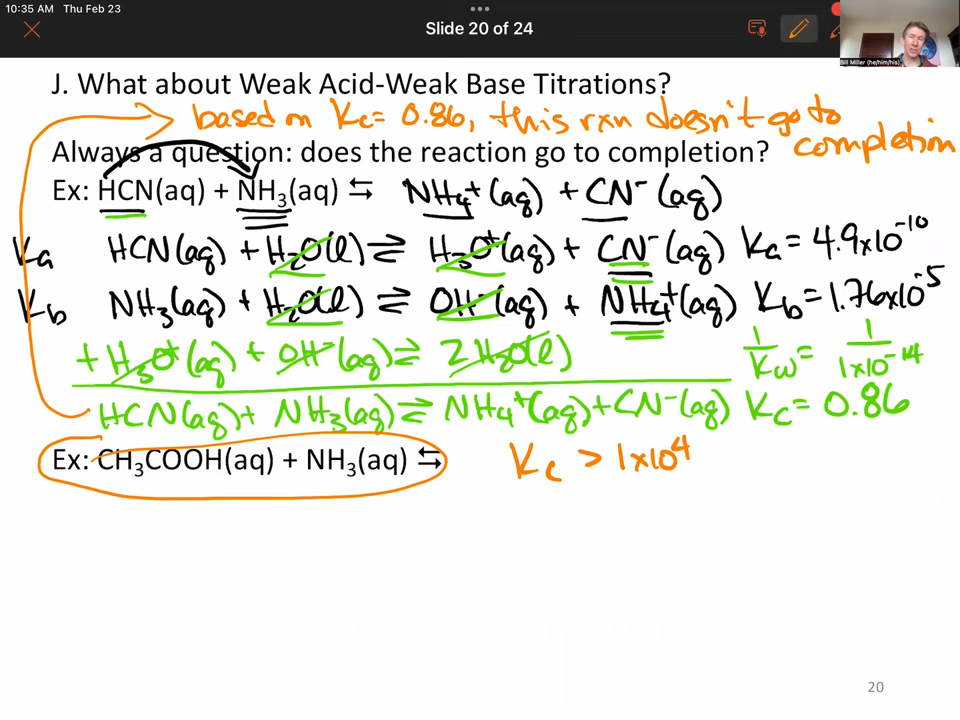 10:35 AM Thu Feb 23
Slide 20 of 24
Bill Miller (he/him/his)
J. What about Weak Acid-Weak Base Titrations?
based on Kc = 0.86, this rxn doesn't go to completion
Always a question: does the reaction go to completion?
Ex: HCN(aq) + NH₃(aq) ⇆ NH₄⁺(aq) + CN⁻(aq)
Ka HCN(aq) + H₂O(l) ⇌ H₃O⁺(aq) + CN⁻(aq) Ka = 4.9x10⁻¹⁰
Kb NH₃(aq) + H₂O(l) ⇌ OH⁻(aq) + NH₄⁺(aq) Kb = 1.76x10⁻⁵
+ H₃O⁺(aq) + OH⁻(aq) ⇌ 2H₂O(l) 1/Kw = 1/1x10⁻¹⁴
HCN(aq) + NH₃(aq) ⇌ NH₄⁺(aq) + CN⁻(aq) Kc = 0.86
Ex: CH₃COOH(aq) + NH₃(aq) ⇆ Kc > 1x10⁴
20